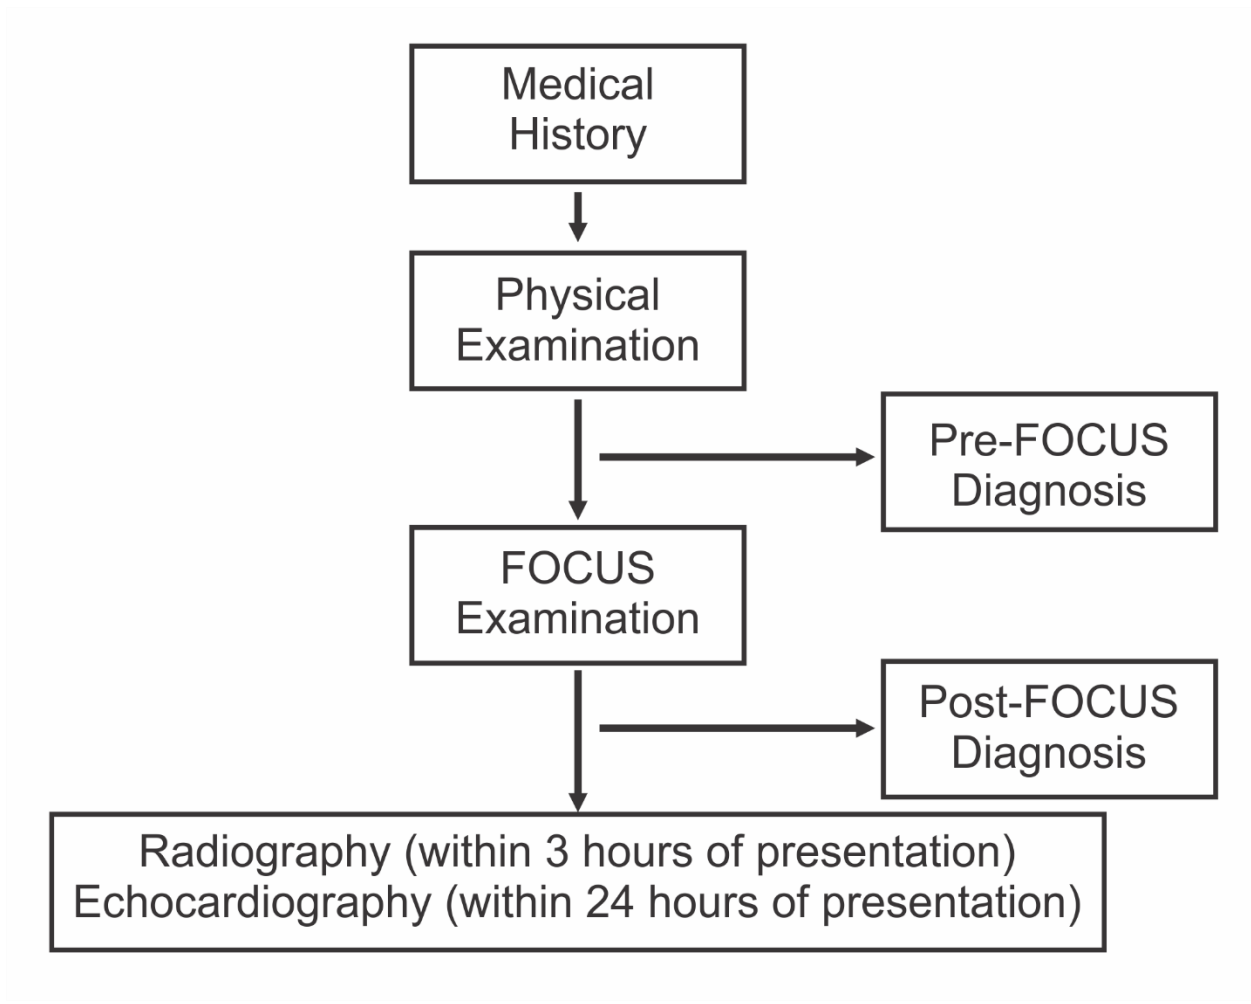 Medical
History
Physical
Examination
Pre-FOCUS
Diagnosis
FOCUS
Examination
Post-FOCUS
Diagnosis
Radiography (within 3 hours of presentation)
Echocardiography (within 24 hours of presentation)